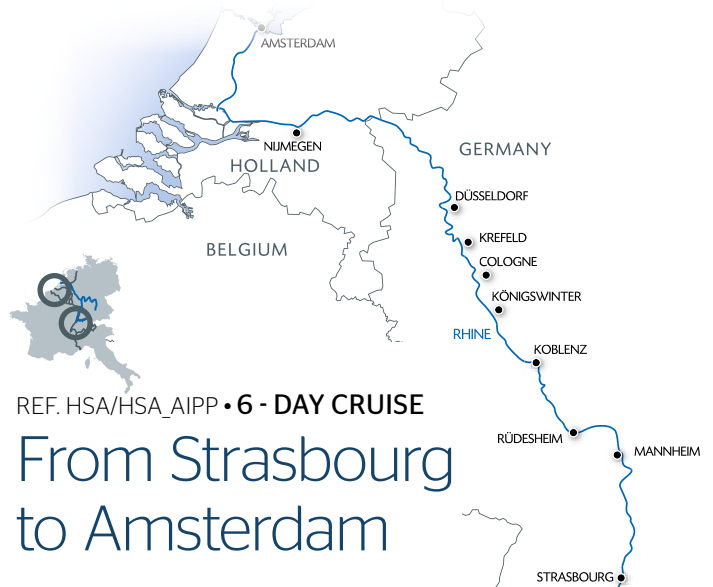 AMSTERDAM
NIJMEGEN
HOLLAND
GERMANY
DÜSSELDORF
KREFELD
BELGIUM
COLOGNE
KÖNIGSWINTER
RHINE
KOBLENZ
REF. HSA/HSA_AIPP • 6 - DAY CRUISE
From Strasbourg
to Amsterdam
RÜDESHEIM
MANNHEIM
STRASBOURG